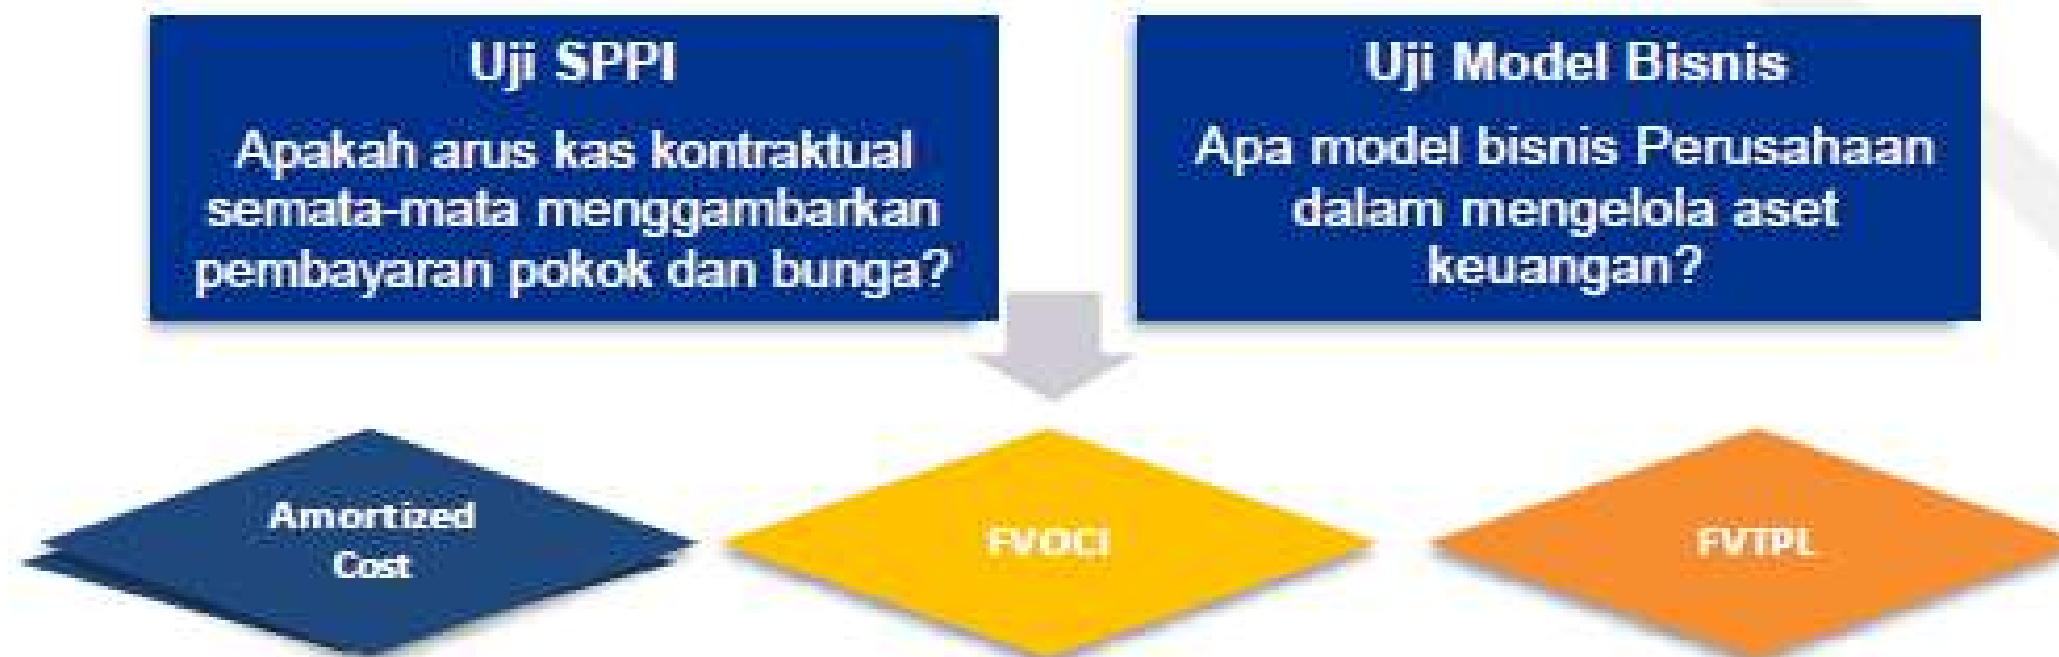 Uji SPPI
Apakah arus kas kontraktual
semata-mata menggambarkan
pembayaran pokok dan bunga?
Uji Model Bisnis
Apa model bisnis Perusahaan
dalam mengelola aset
keuangan?
Amortized
Cost
FVOCI
FVTPL